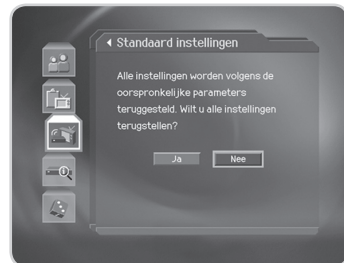 Standaard instellingen
Alle instellingen worden volgens de
oorspronkelijke parameters
teruggesteld. Wilt u alle instellingen
terugstellen?
Ja Nee